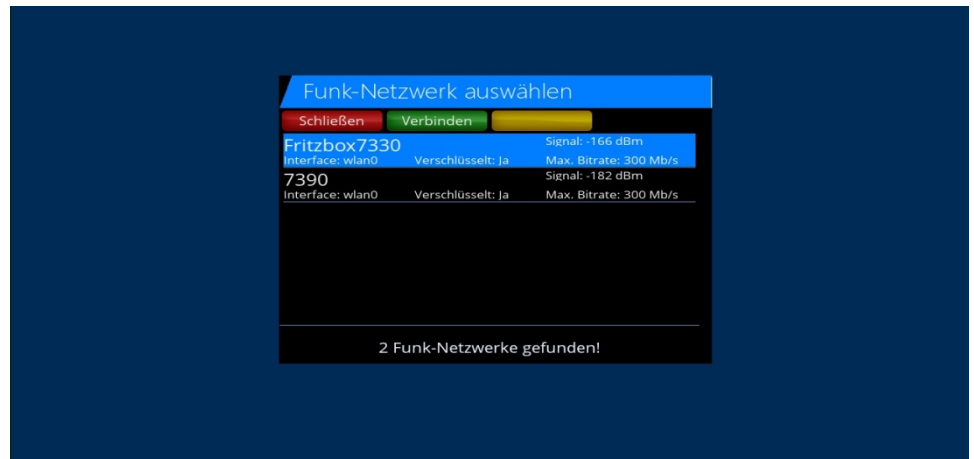 Funk-Netzwerk auswählen
Schließen Verbinden
Fritzbox7330 Signal: -166 dBm
Interface: wlan0 Verschlüsselt: Ja Max. Bitrate: 300 Mb/s
7390 Signal: -182 dBm
Interface: wlan0 Verschlüsselt: Ja Max. Bitrate: 300 Mb/s
2 Funk-Netzwerke gefunden!